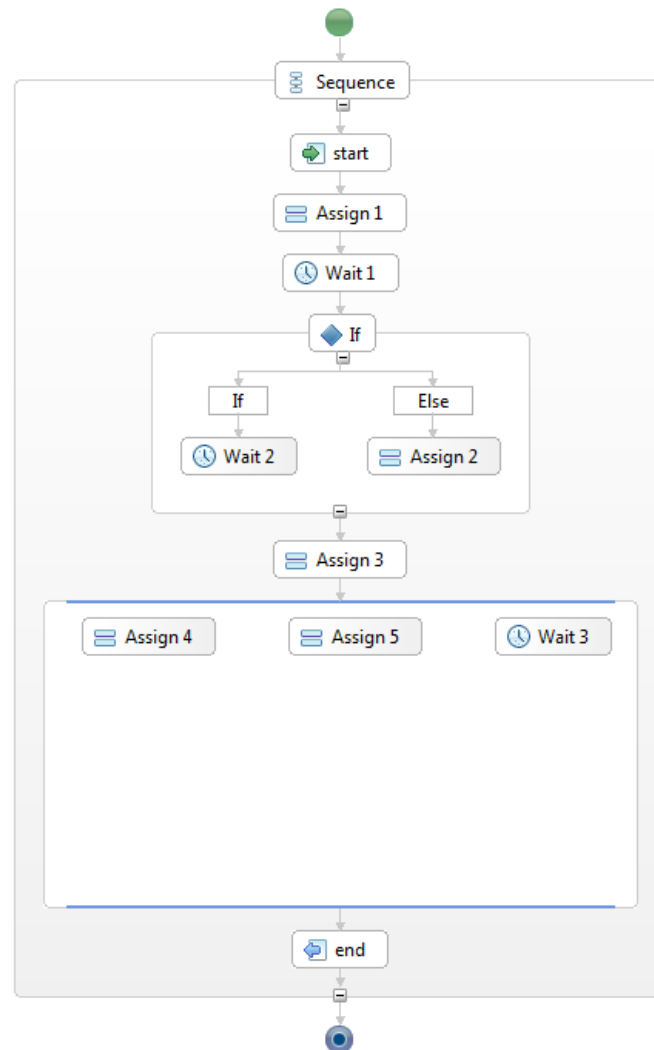 Sequence
start
Assign 1
Wait 1
If
If Else
Wait 2 Assign 2
Assign 3
Assign 4 Assign 5 Wait 3
end